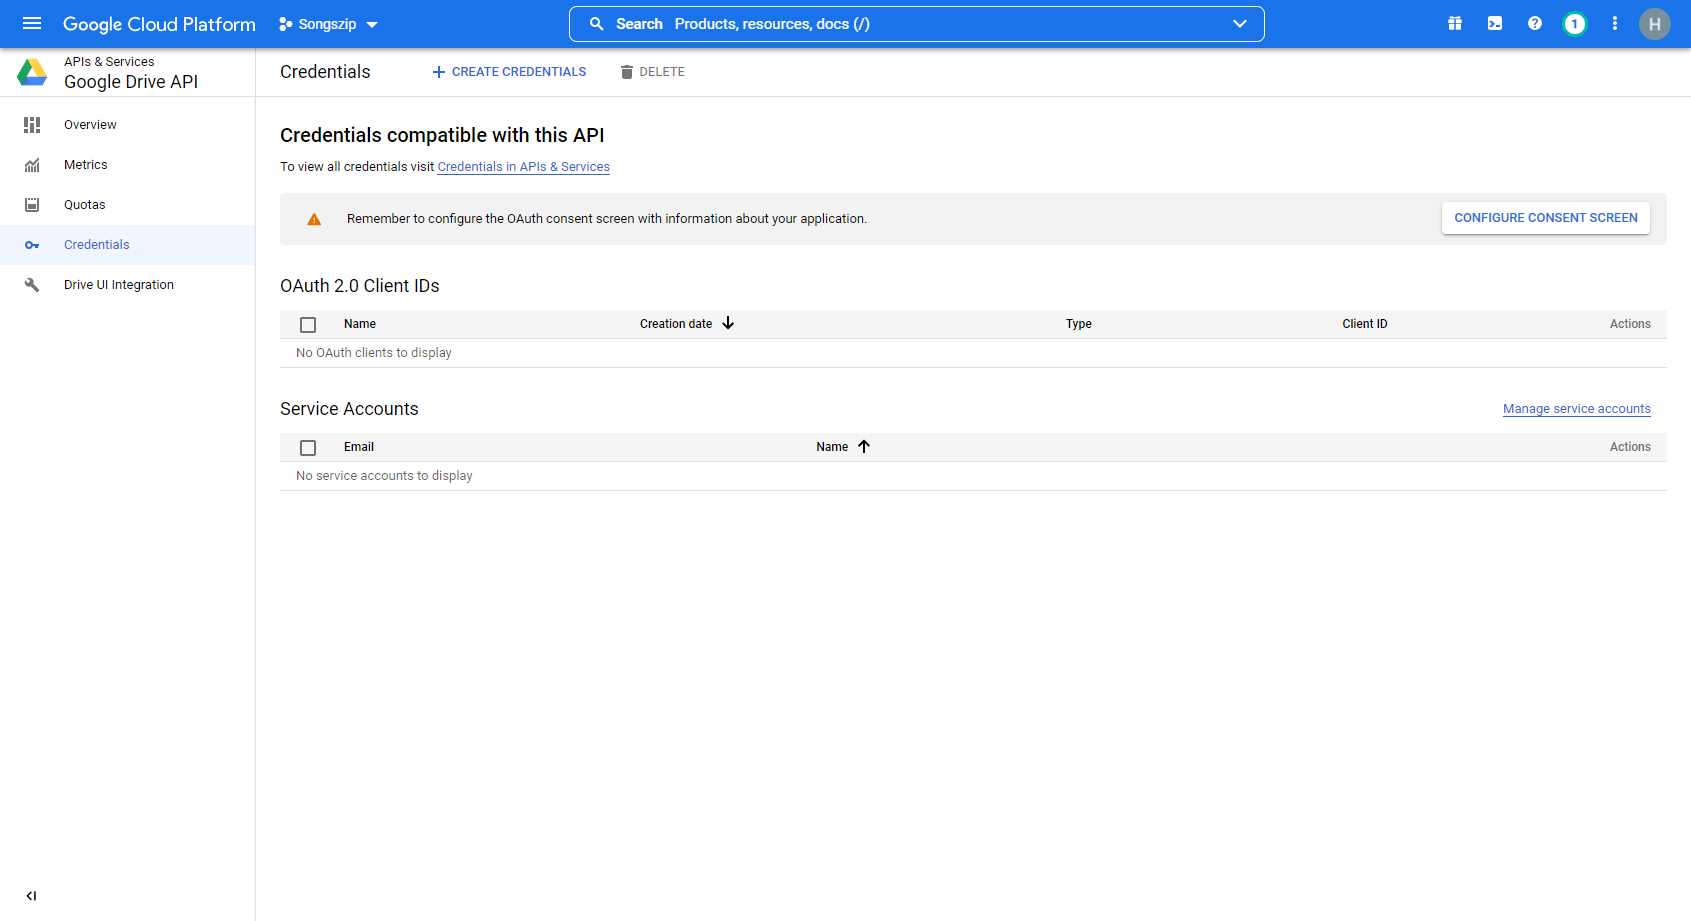 Google Cloud Platform
Songszip
Search Products, resources, docs (/)
1
H
APIs & Services
Google Drive API
Credentials
CREATE CREDENTIALS
DELETE
Overview
Metrics
Quotas
Credentials
Drive UI Integration
Credentials compatible with this API
To view all credentials visit Credentials in APIs & Services
Remember to configure the OAuth consent screen with information about your application.
CONFIGURE CONSENT SCREEN
OAuth 2.0 Client IDs
Name Creation date Type Client ID Actions
No OAuth clients to display
Service Accounts
Manage service accounts
Email Name Actions
No service accounts to display